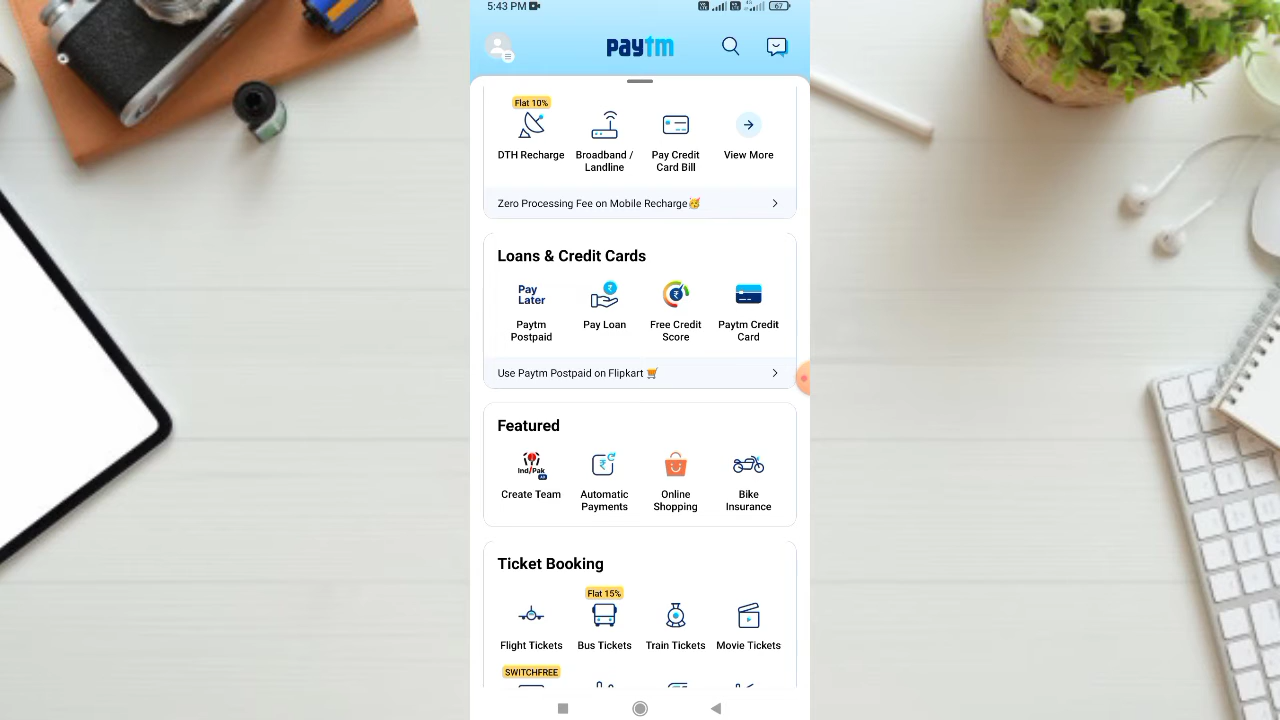 5:43 PM
67
paytm
Flat 10%
DTH Recharge
Broadband / Landline
Pay Credit Card Bill
View More
Zero Processing Fee on Mobile Recharge🥳
Loans & Credit Cards
Pay Later
Paytm Postpaid
Pay Loan
Free Credit Score
Paytm Credit Card
Use Paytm Postpaid on Flipkart 🛒
Featured
Ind/Pak
Create Team
Automatic Payments
Online Shopping
Bike Insurance
Ticket Booking
Flat 15%
Flight Tickets
Bus Tickets
Train Tickets
Movie Tickets
SWITCHFREE